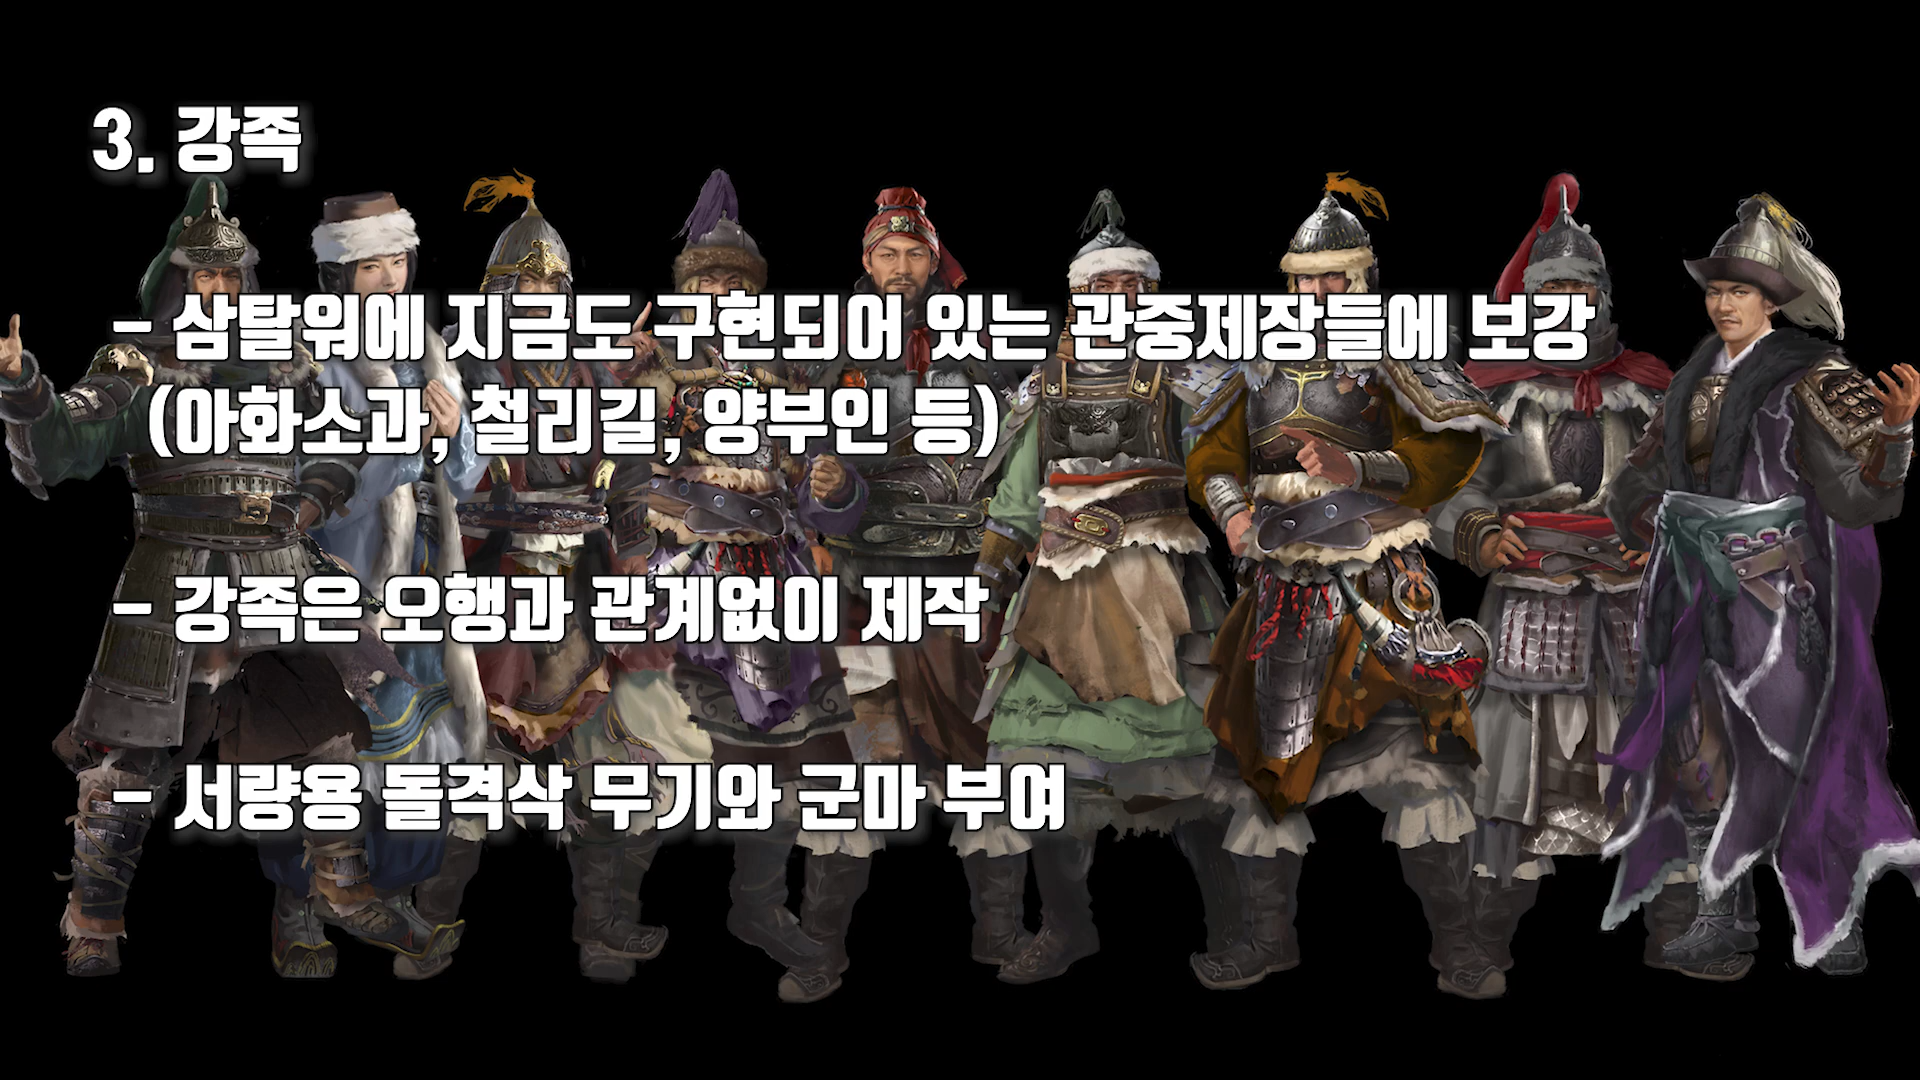 3. 강족
- 삼탈워에 지금도 구현되어 있는 관중제장들에 보강
(아화소과, 철리길, 양부인 등)
- 강족은 오행과 관계없이 제작
- 서량용 돌격삭 무기와 군마 부여